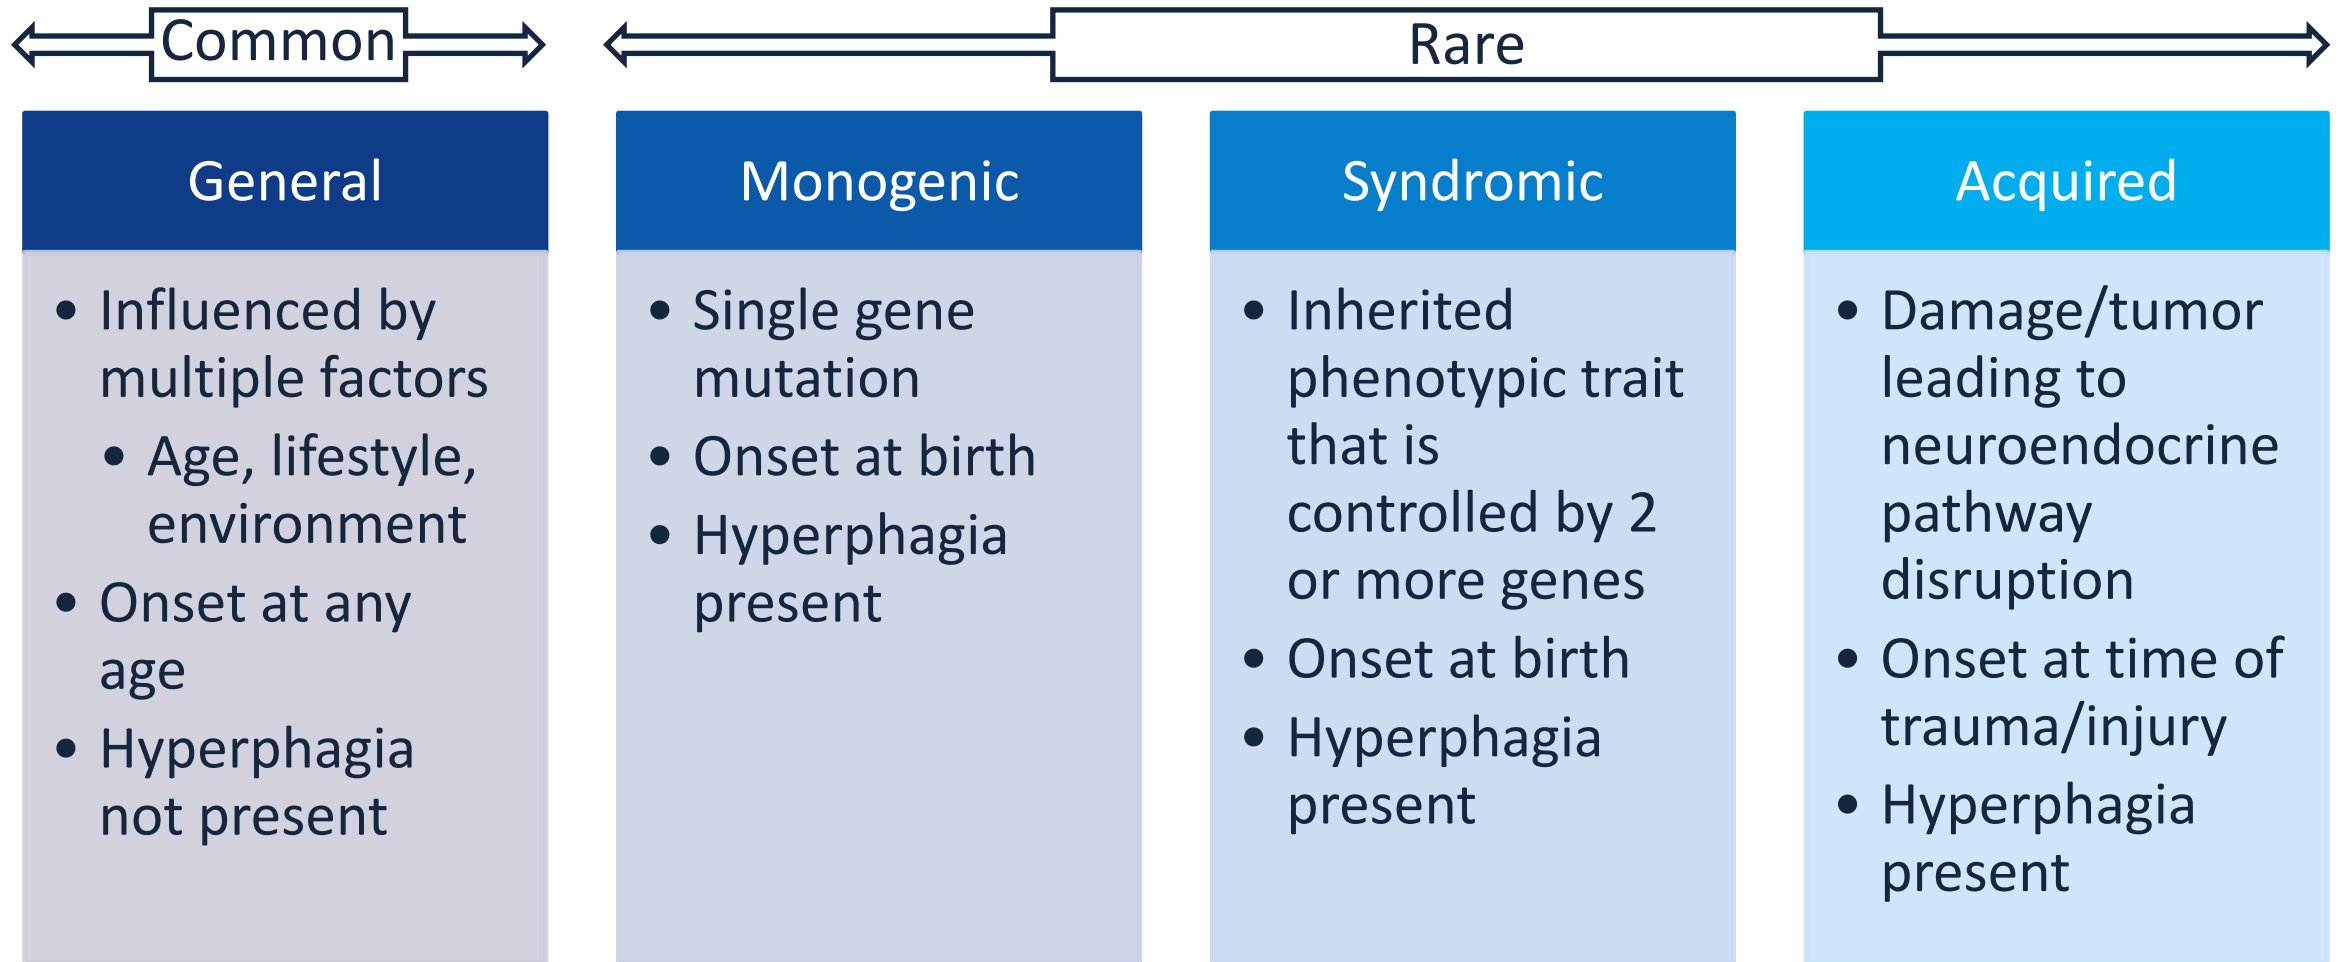 Common
Rare
General
• Influenced by
multiple factors
• Age, lifestyle,
environment
• Onset at any
age
• Hyperphagia
not present
Monogenic
• Single gene
mutation
• Onset at birth
• Hyperphagia
present
Syndromic
• Inherited
phenotypic trait
that is
controlled by 2
or more genes
• Onset at birth
• Hyperphagia
present
Acquired
• Damage/tumor
leading to
neuroendocrine
pathway
disruption
• Onset at time of
trauma/injury
• Hyperphagia
present